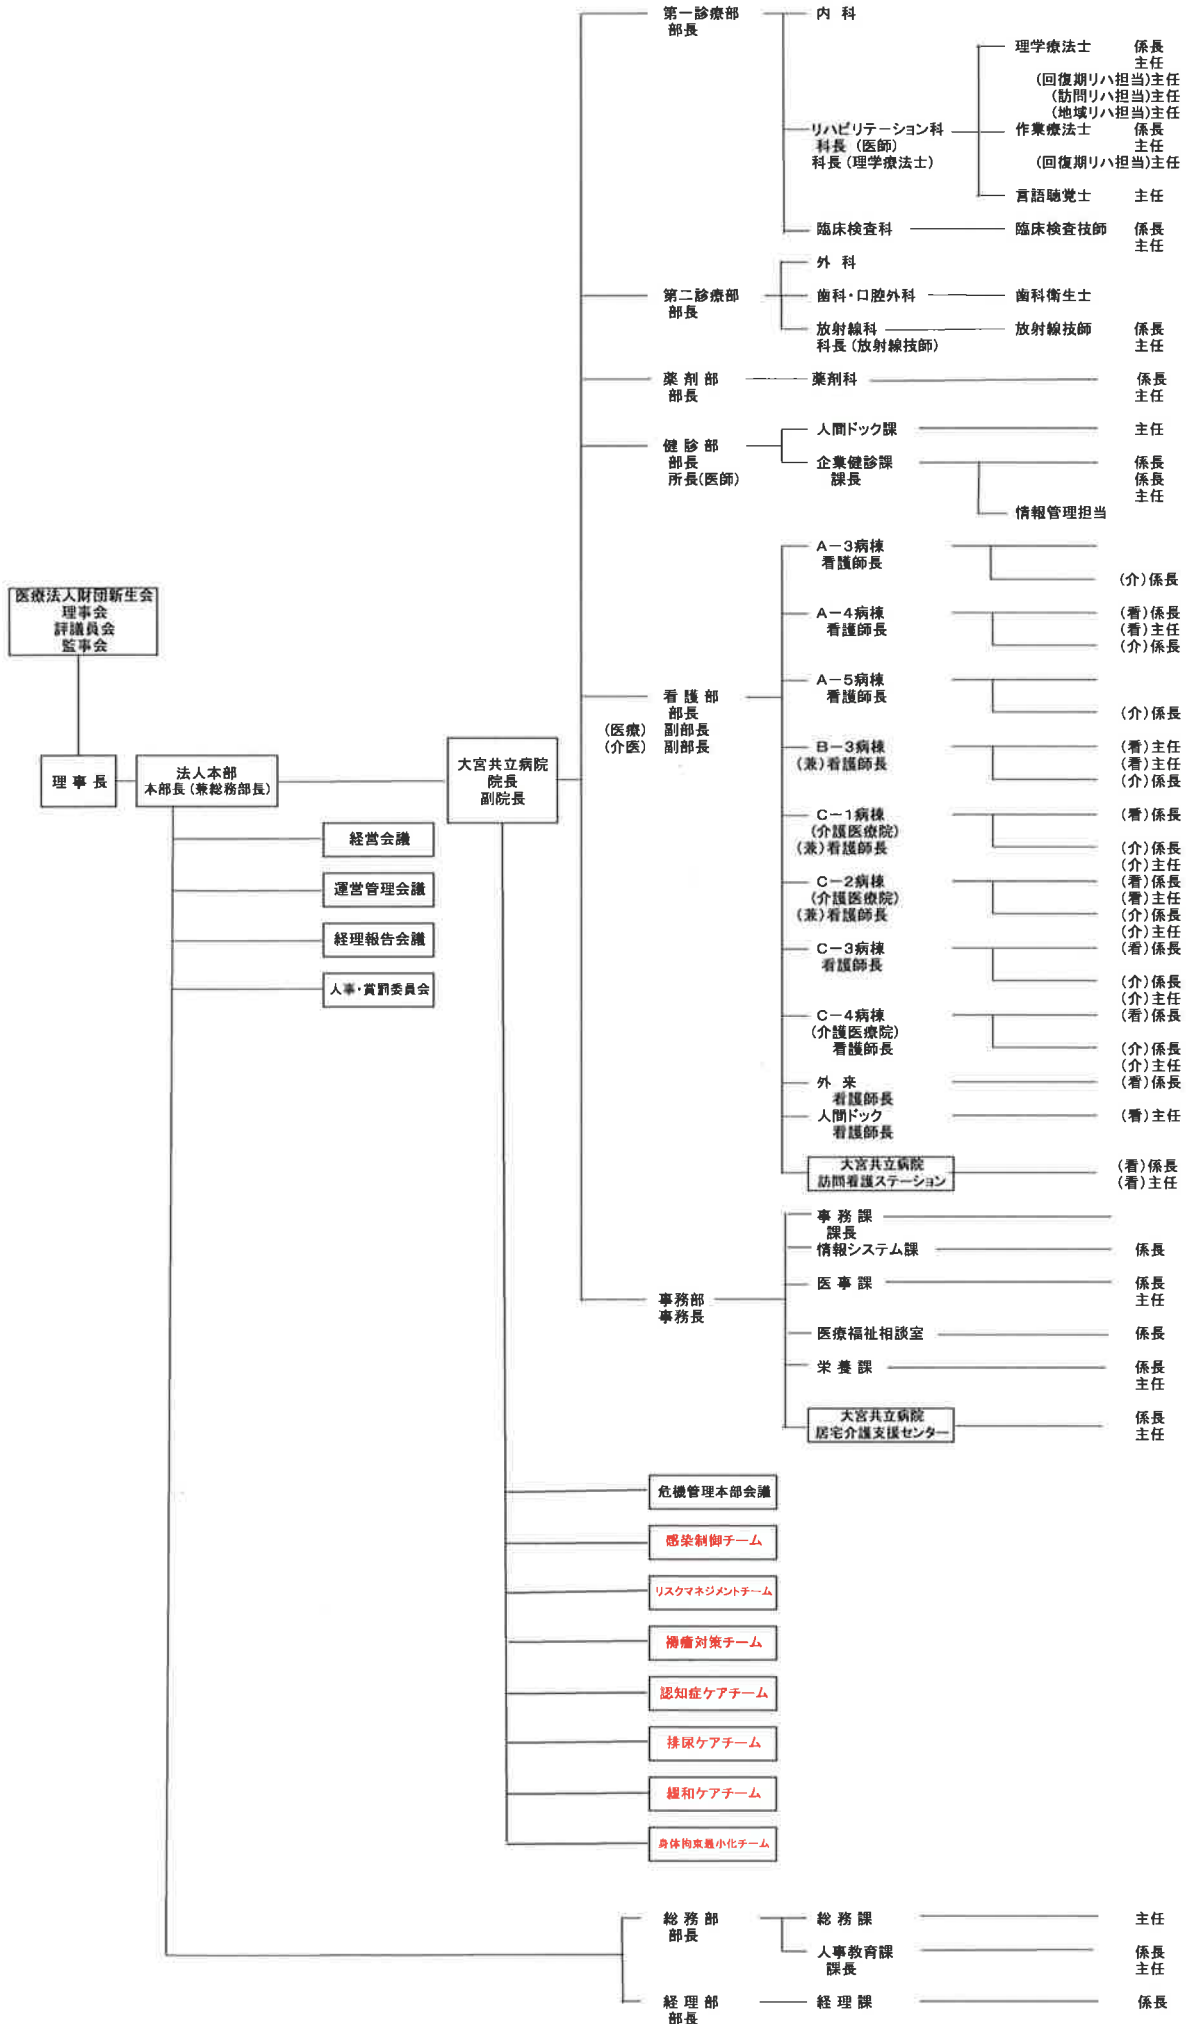 第一診療部
部長
内 科
理学療法士 係長
主任
(回復期リハ担当)主任
(訪問リハ担当)主任
(地域リハ担当)主任
リハビリテーション科
科長 (医師)
科長 (理学療法士)
作業療法士 係長
主任
(回復期リハ担当)主任
言語聴覚士 主任
臨床検査科 臨床検査技師 係長
主任
第二診療部
部長
外 科
歯科・口腔外科 歯科衛生士
放射線科 放射線技師 係長
科長 (放射線技師) 主任
薬 剤 部 薬剤科 係長
部長 主任
健 診 部
部長
所長(医師)
人間ドック課 主任
企業健診課 係長
課長 係長
主任
情報管理担当
医療法人財団新生会
理事会
評議員会
監事会
理 事 長
法人本部
本部長 (兼総務部長)
経営会議
運営管理会議
経理報告会議
人事・賞罰委員会
大宮共立病院
院長
副院長
看 護 部
部長
(医療) 副部長
(介医) 副部長
A－3病棟
看護師長
(介)係長
A－4病棟 (看)係長
看護師長 (看)主任
(介)係長
A－5病棟
看護師長
(介)係長
B－3病棟 (看)主任
(兼)看護師長 (看)主任
(介)係長
C－1病棟 (看)係長
(介護医療院)
(兼)看護師長 (介)係長
(介)主任
C－2病棟 (看)係長
(介護医療院) (看)主任
(兼)看護師長 (介)係長
(介)主任
C－3病棟 (看)係長
看護師長
(介)係長
(介)主任
C－4病棟 (看)係長
(介護医療院)
看護師長 (介)係長
(介)主任
外 来 (看)係長
看護師長
人間ドック (看)主任
看護師長
大宮共立病院 (看)係長
訪問看護ステーション (看)主任
事務部
事務長
事 務 課
課長
情報システム課 係長
医 事 課 係長
主任
医療福祉相談室 係長
栄 養 課 係長
主任
大宮共立病院 係長
居宅介護支援センター 主任
危機管理本部会議
感染制御チーム
リスクマネジメントチーム
褥瘡対策チーム
認知症ケアチーム
排尿ケアチーム
緩和ケアチーム
身体拘束最小化チーム
総 務 部 総 務 課 主任
部長
人事教育課 係長
課長 主任
経 理 部 経 理 課 係長
部長